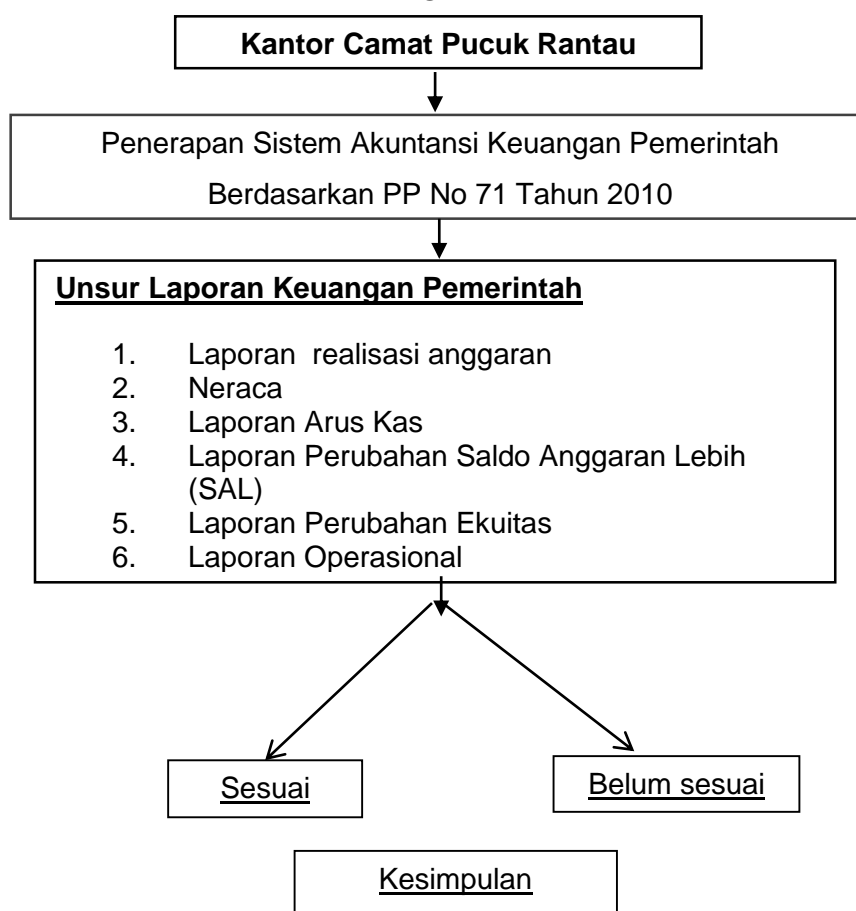 Kantor Camat Pucuk Rantau
Penerapan Sistem Akuntansi Keuangan Pemerintah
Berdasarkan PP No 71 Tahun 2010
Unsur Laporan Keuangan Pemerintah
1. Laporan realisasi anggaran
2. Neraca
3. Laporan Arus Kas
4. Laporan Perubahan Saldo Anggaran Lebih
(SAL)
5. Laporan Perubahan Ekuitas
6. Laporan Operasional
Sesuai
Belum sesuai
Kesimpulan